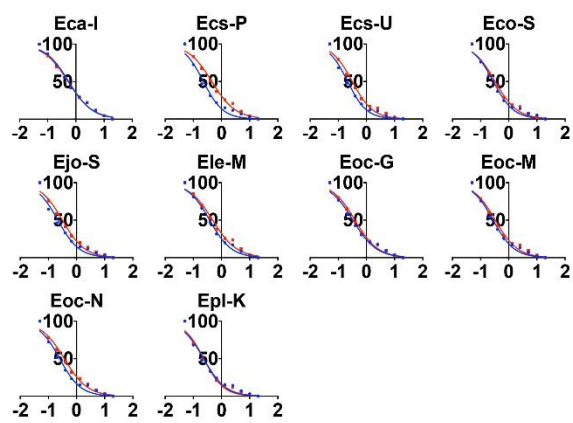 Eca-I Ecs-P Ecs-U Eco-S
100 100 100 100
50 50 50 50
-2 -1 0 1 2 -2 -1 0 1 2 -2 -1 0 1 2 -2 -1 0 1 2
Ejo-S Ele-M Eoc-G Eoc-M
100 100 100 100
50 50 50 50
-2 -1 0 1 2 -2 -1 0 1 2 -2 -1 0 1 2 -2 -1 0 1 2
Eoc-N Epl-K
100 100
50 50
-2 -1 0 1 2 -2 -1 0 1 2